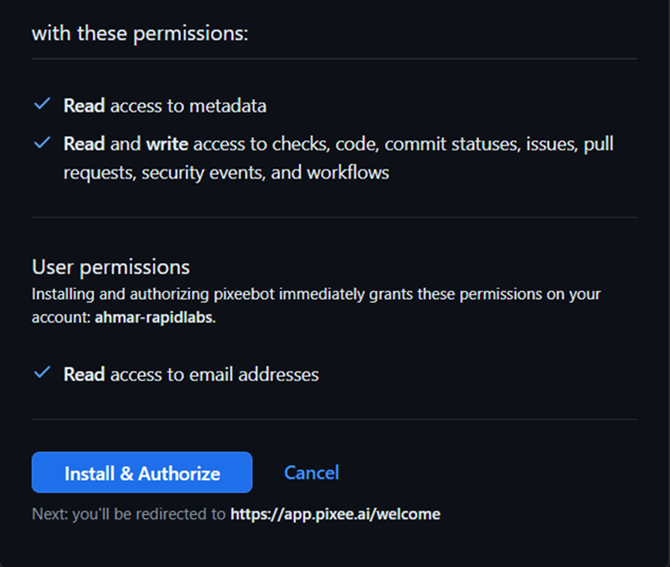 with these permissions:
Read access to metadata
Read and write access to checks, code, commit statuses, issues, pull
requests, security events, and workflows
User permissions
Installing and authorizing pixeebot immediately grants these permissions on your
account: ahmar-rapidlabs.
Read access to email addresses
Install & Authorize
Cancel
Next: you'll be redirected to https://app.pixee.ai/welcome